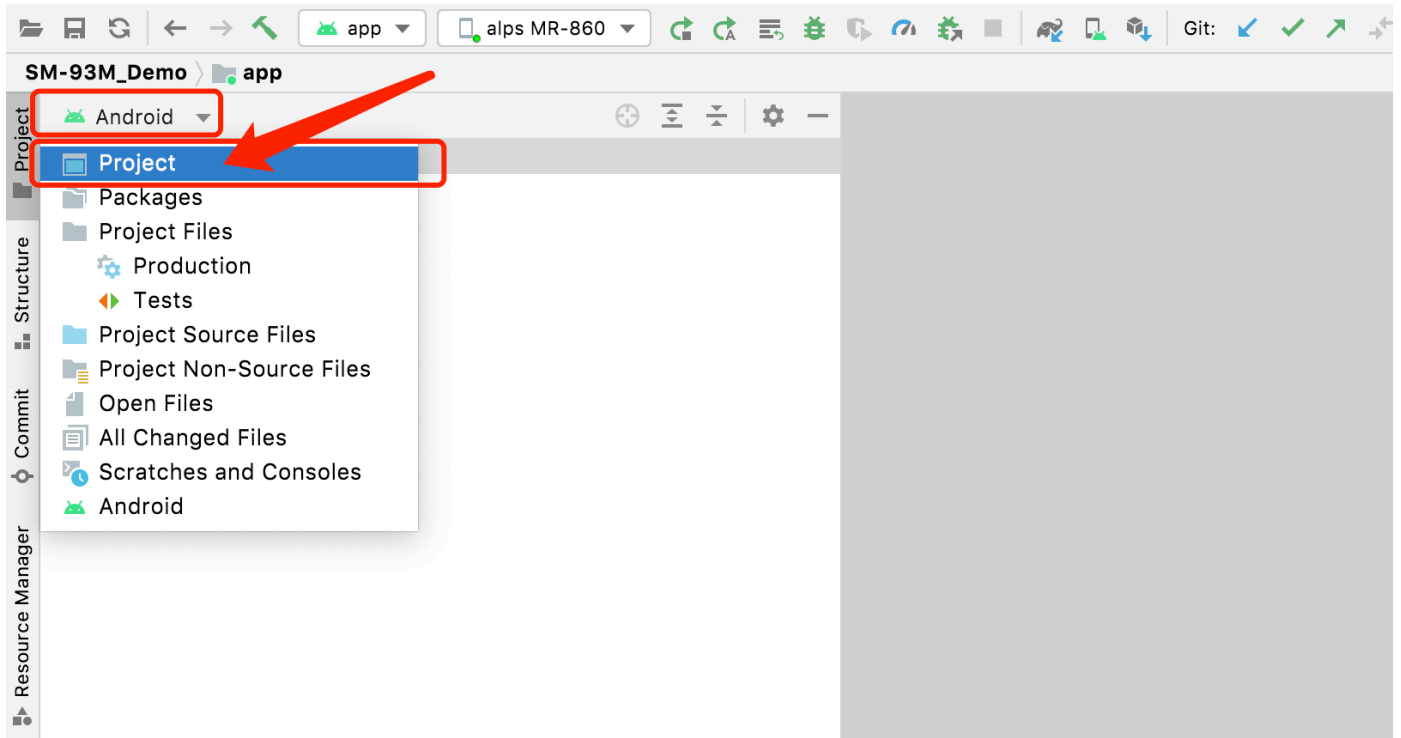 app
alps MR-860
Git:
SM-93M_Demo
app
Project
Android
Project
Packages
Project Files
Production
Tests
Project Source Files
Project Non-Source Files
Open Files
All Changed Files
Scratches and Consoles
Android
Structure
Commit
Resource Manager